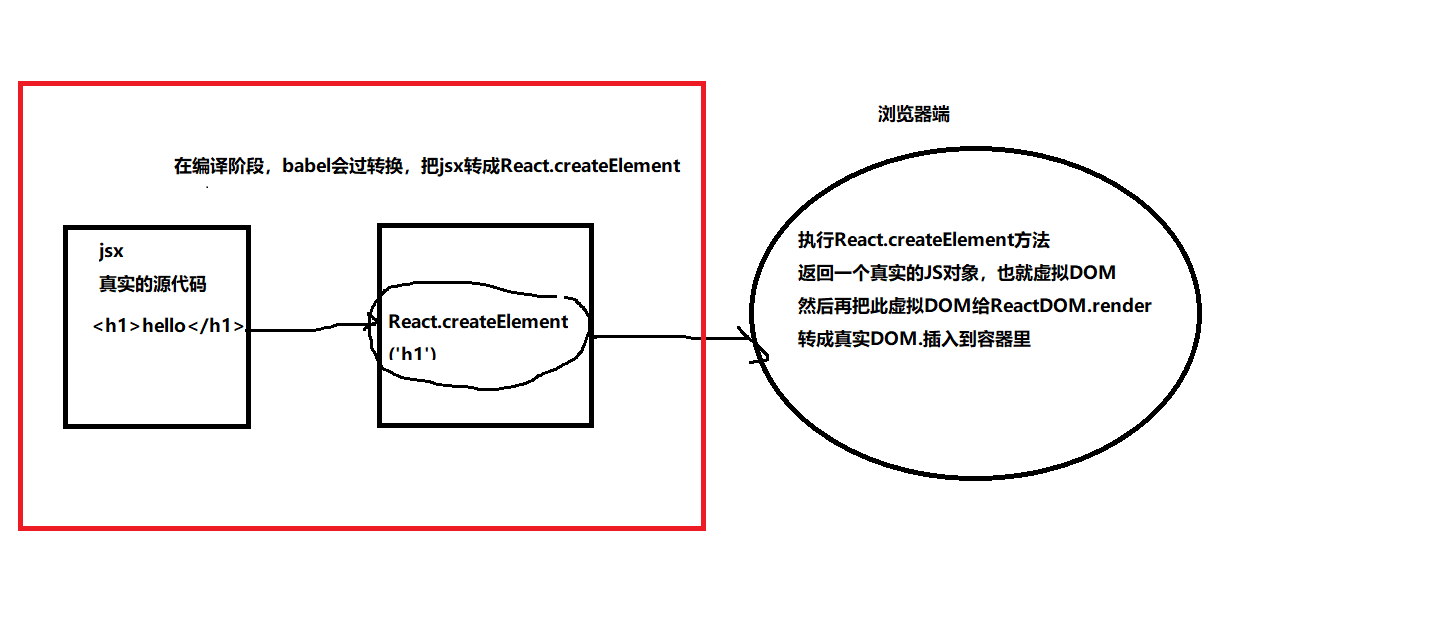 浏览器端
在编译阶段，babel会过转换，把jsx转成React.createElement
jsx
真实的源代码
<h1>hello</h1>
React.createElement
('h1')
执行React.createElement方法
返回一个真实的JS对象，也就虚拟DOM
然后再把此虚拟DOM给ReactDOM.render
转成真实DOM.插入到容器里